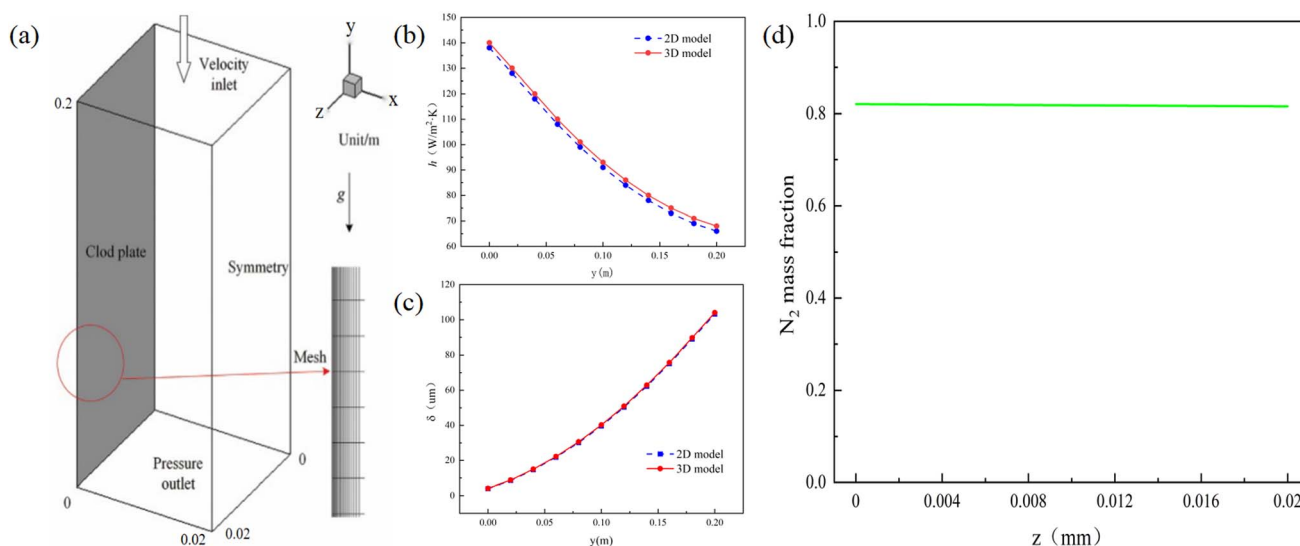 (a)
Velocity
inlet
y
x
z
Unit/m
g
0.2
Clod plate
Symmetry
Mesh
Pressure
outlet
0
0
0.02
0.02
(b)
2D model
3D model
150
140
130
120
110
100
90
80
70
60
h (W/m²·K)
0.00 0.05 0.10 0.15 0.20
y(m)
(c)
2D model
3D model
120
100
80
60
40
20
0
δ (um)
0.00 0.05 0.10 0.15 0.20
y(m)
(d)
1.0
0.8
0.6
0.4
0.2
0.0
N₂ mass fraction
0 0.004 0.008 0.012 0.016 0.02
z (mm)